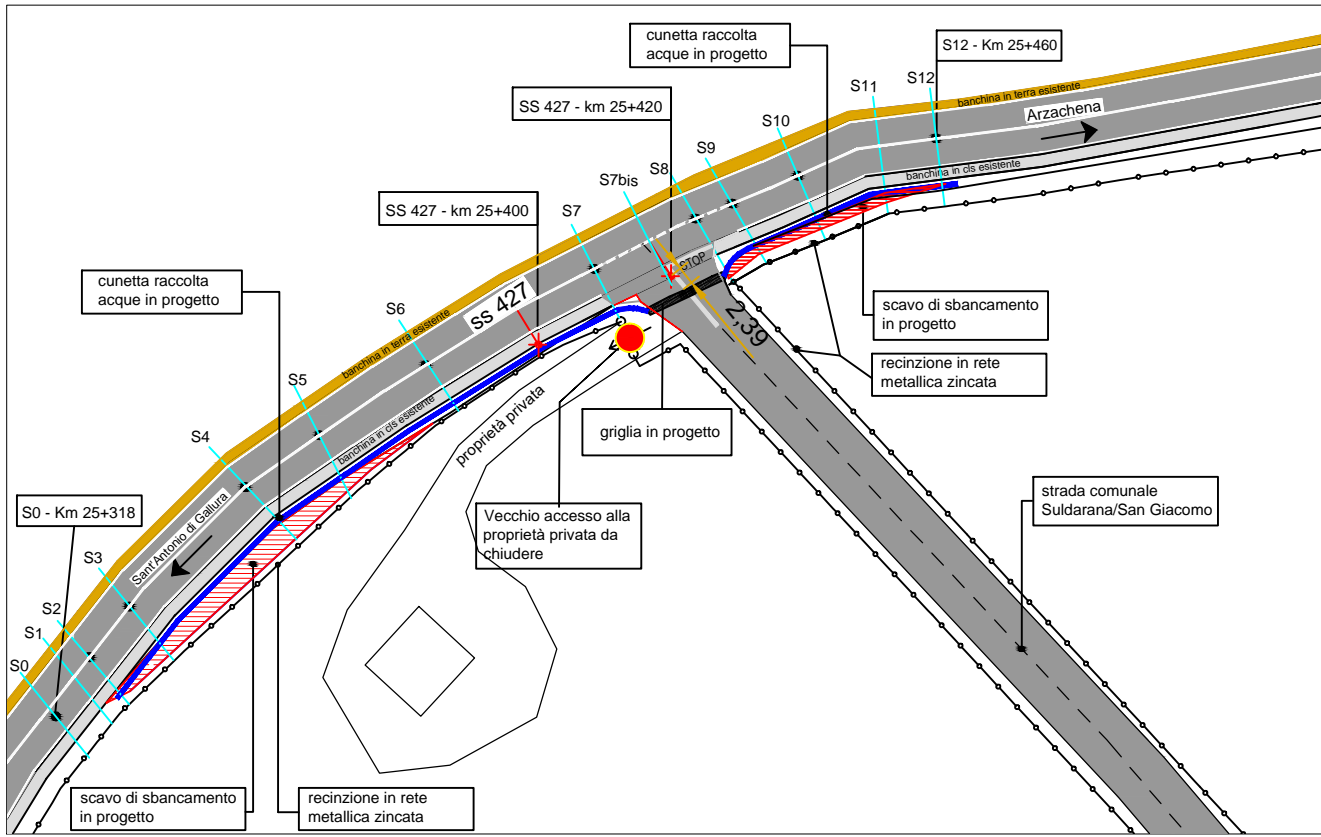 cunetta raccolta
acque in progetto
S12 - Km 25+460
SS 427 - km 25+420
SS 427 - km 25+400
cunetta raccolta
acque in progetto
S0 - Km 25+318
S0
S1
S2
S3
S4
S5
S6
S7
S7bis
S8
S9
S10
S11
S12
banchina in terra esistente
Arzachena
banchina in cls esistente
STOP
2,39
ss 427
banchina in terra esistente
banchina in cls esistente
Sant'Antonio di Gallura
proprietà privata
scavo di sbancamento
in progetto
recinzione in rete
metallica zincata
griglia in progetto
Vecchio accesso alla
proprietà privata da
chiudere
strada comunale
Suldarana/San Giacomo
scavo di sbancamento
in progetto
recinzione in rete
metallica zincata